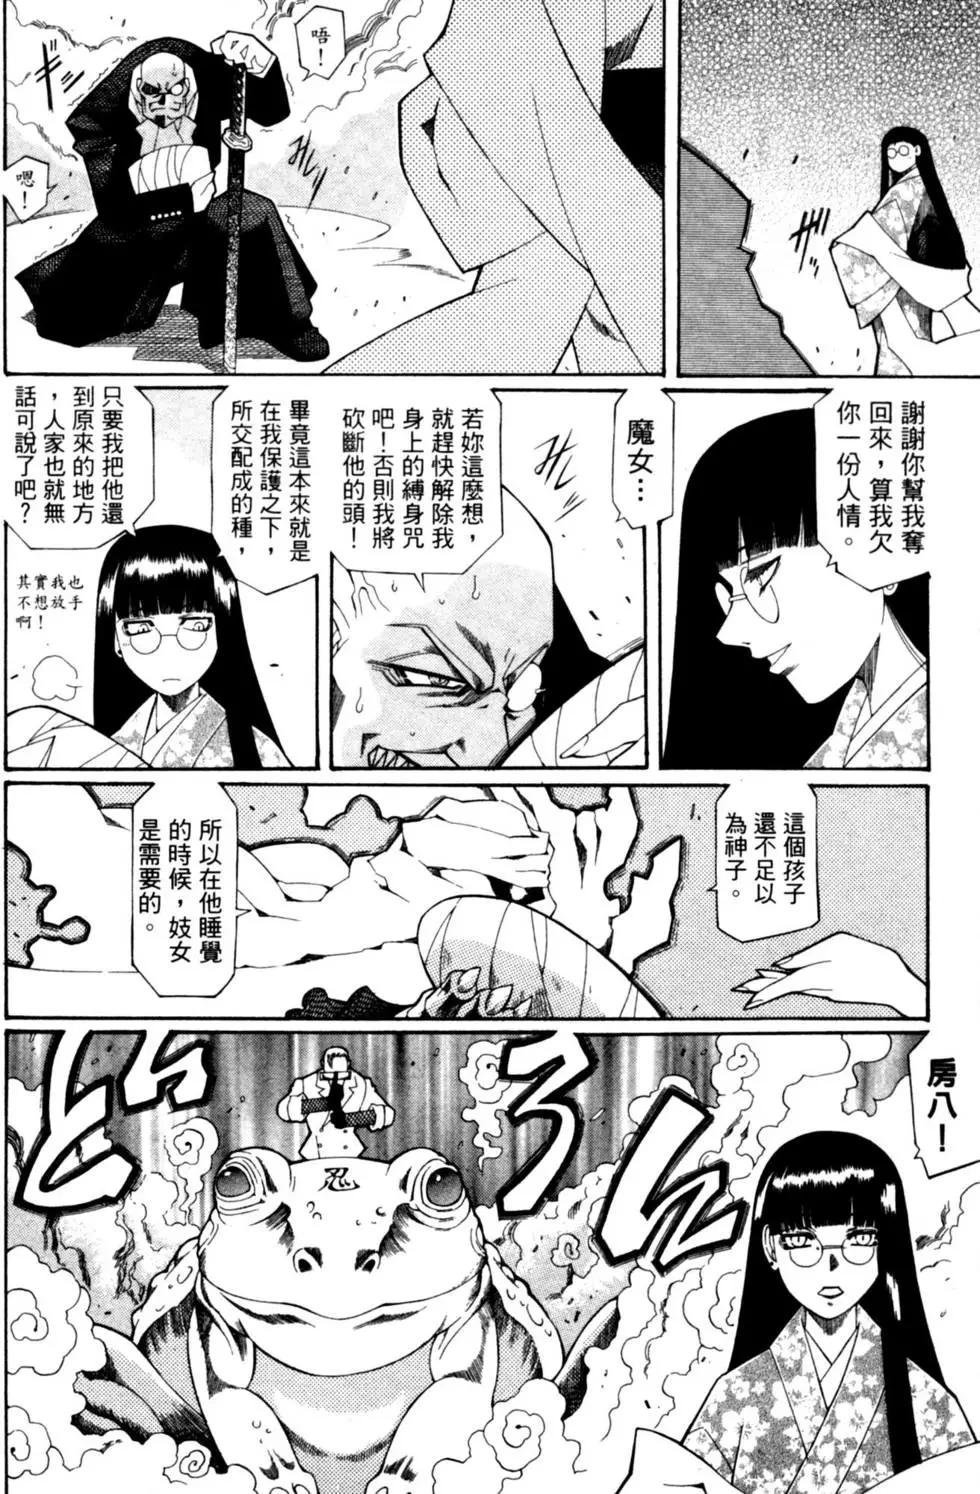 唔！
嗯！
ザッ
ザッ
ザッ
謝謝你幫我奪
回來，算我欠
你一份人情。
魔女…
若妳這麼想，
就趕快解除我
身上的縛身咒
吧！否則我將
砍斷他的頭！
畢竟這本來就是
在我保護之下，
所交配成的種，
只要我把他還
到原來的地方
，人家也就無
話可說了吧？
其實我也
不想放手
啊！
這個孩子
還不足以
為神子。
所以在他睡覺
的時候，妓女
是需要的。
房八！
忍